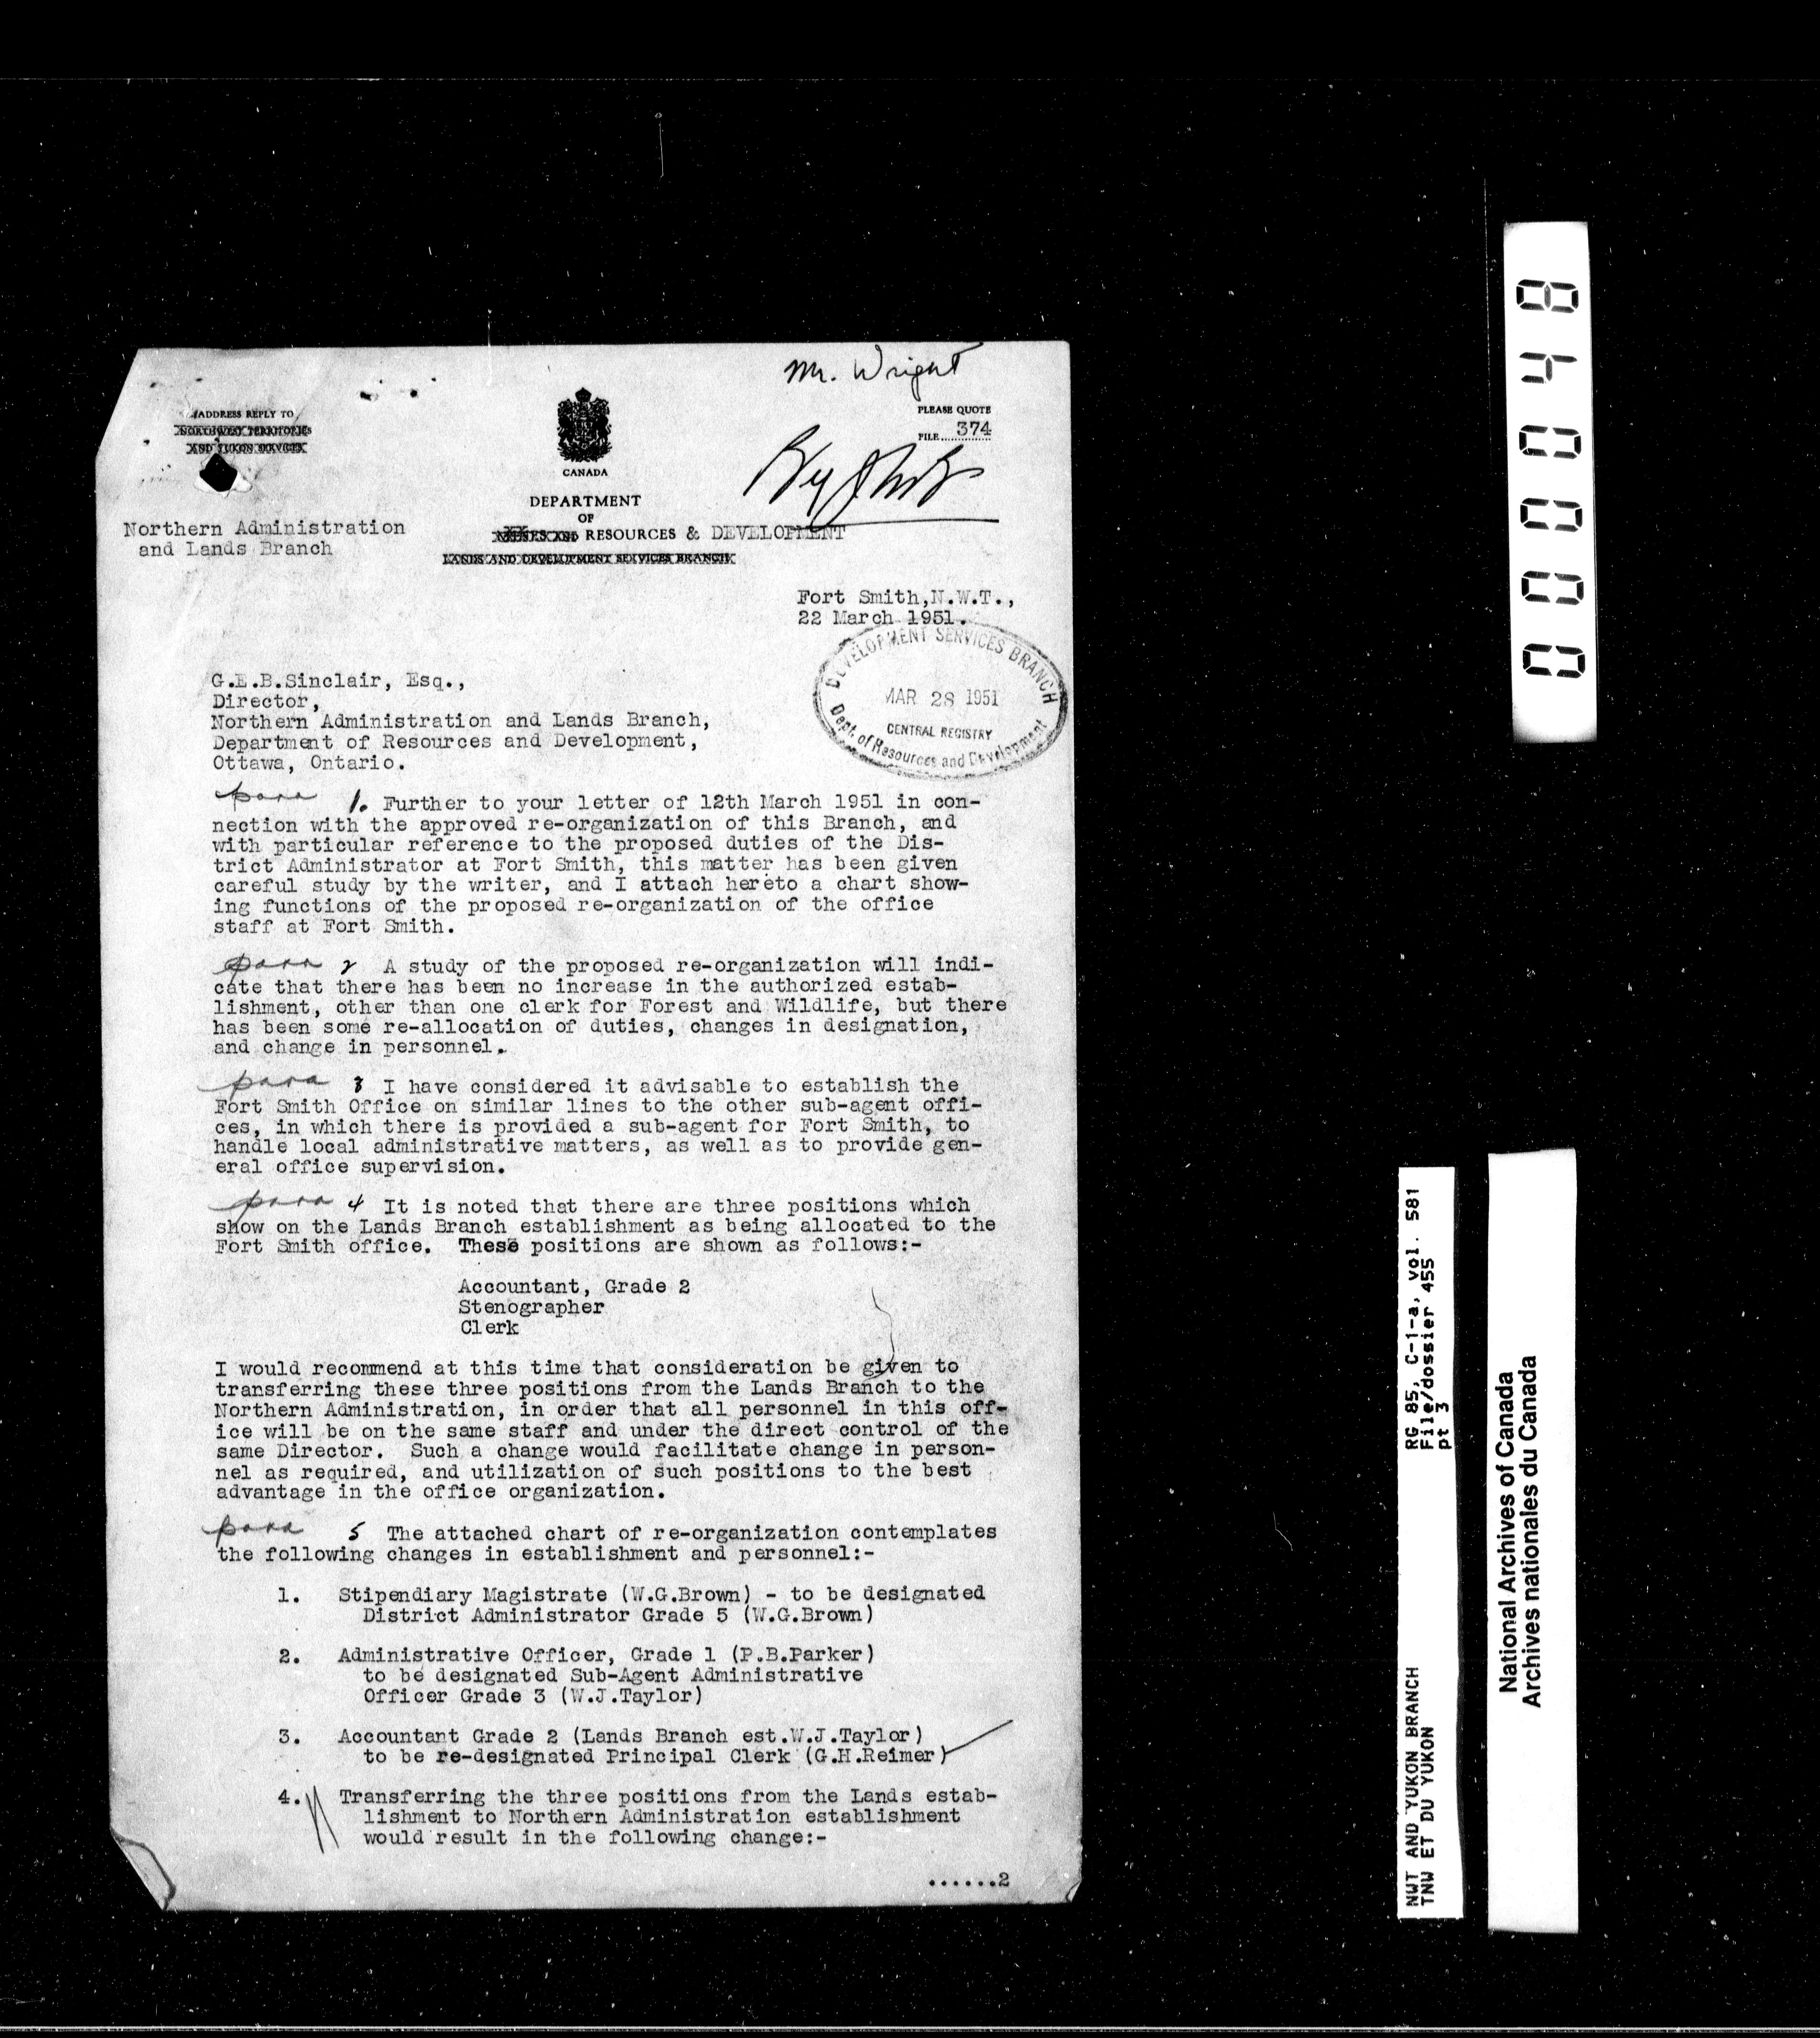 Mr. Wright
ADDRESS REPLY TO
NORTHWEST TERRITORIES
AND YUKON SERVICES
CANADA
PLEASE QUOTE
FILE 374
DEPARTMENT
OF
MINES AND RESOURCES & DEVELOPMENT
LANDS AND DEVELOPMENT SERVICES BRANCH
Northern Administration
and Lands Branch
Fort Smith,N.W.T.,
22 March 1951.
DEVELOPMENT SERVICES BRANCH
MAR 28 1951
CENTRAL REGISTRY
Dept. of Resources and Development
G.E.B.Sinclair, Esq.,
Director,
Northern Administration and Lands Branch,
Department of Resources and Development,
Ottawa, Ontario.
para 1. Further to your letter of 12th March 1951 in con-
nection with the approved re-organization of this Branch, and
with particular reference to the proposed duties of the Dis-
trict Administrator at Fort Smith, this matter has been given
careful study by the writer, and I attach hereto a chart show-
ing functions of the proposed re-organization of the office
staff at Fort Smith.
para 2 A study of the proposed re-organization will indi-
cate that there has been no increase in the authorized estab-
lishment, other than one clerk for Forest and Wildlife, but there
has been some re-allocation of duties, changes in designation,
and change in personnel.
para 3 I have considered it advisable to establish the
Fort Smith Office on similar lines to the other sub-agent offi-
ces, in which there is provided a sub-agent for Fort Smith, to
handle local administrative matters, as well as to provide gen-
eral office supervision.
para 4 It is noted that there are three positions which
show on the Lands Branch establishment as being allocated to the
Fort Smith office. These positions are shown as follows:-
Accountant, Grade 2
Stenographer
Clerk
I would recommend at this time that consideration be given to
transferring these three positions from the Lands Branch to the
Northern Administration, in order that all personnel in this off-
ice will be on the same staff and under the direct control of the
same Director. Such a change would facilitate change in person-
nel as required, and utilization of such positions to the best
advantage in the office organization.
para 5 The attached chart of re-organization contemplates
the following changes in establishment and personnel:-
1. Stipendiary Magistrate (W.G.Brown) - to be designated
District Administrator Grade 5 (W.G.Brown)
2. Administrative Officer, Grade 1 (P.B.Parker)
to be designated Sub-Agent Administrative
Officer Grade 3 (W.J.Taylor)
3. Accountant Grade 2 (Lands Branch est.W.J.Taylor)
to be re-designated Principal Clerk (G.H.Reimer)
4. Transferring the three positions from the Lands estab-
lishment to Northern Administration establishment
would result in the following change:-
......2
000048
RG 85, C-1-a, vol. 581
File/dossier 455
pt 3
NWT AND YUKON BRANCH
TNW ET DU YUKON
National Archives of Canada
Archives nationales du Canada